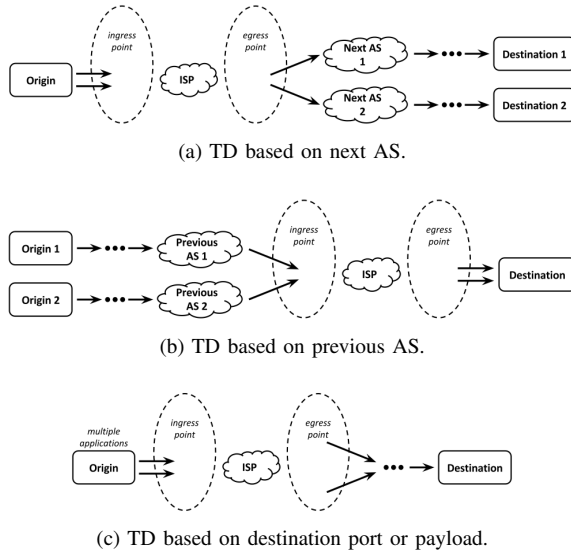 ingress
point
egress
point
Origin
ISP
Next AS
1
Destination 1
Next AS
2
Destination 2
(a) TD based on next AS.
ingress
point
egress
point
Origin 1
Previous
AS 1
ISP
Destination
Origin 2
Previous
AS 2
(b) TD based on previous AS.
multiple
applications
ingress
point
egress
point
Origin
ISP
Destination
(c) TD based on destination port or payload.